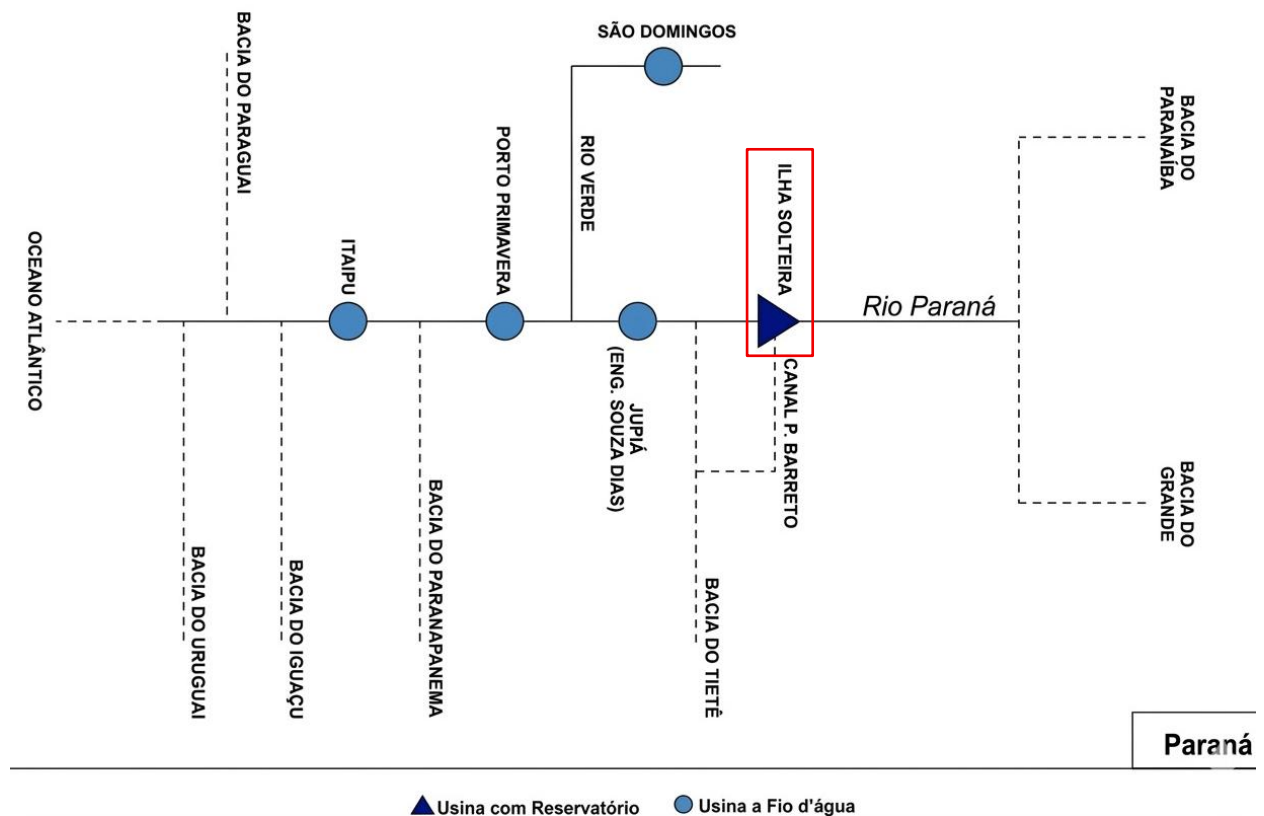 SÃO DOMINGOS
BACIA DO PARAGUAI
BACIA DO
PARANAÍBA
PORTO PRIMAVERA
RIO VERDE
ILHA SOLTEIRA
OCEANO ATLÂNTICO
ITAIPU
Rio Paraná
JUPIÁ
(ENG. SOUZA DIAS)
CANAL P. BARRETO
BACIA DO
GRANDE
BACIA DO URUGUAI
BACIA DO IGUAÇU
BACIA DO PARANAPANEMA
BACIA DO TIETÊ
Paraná
Usina com Reservatório
Usina a Fio d'água